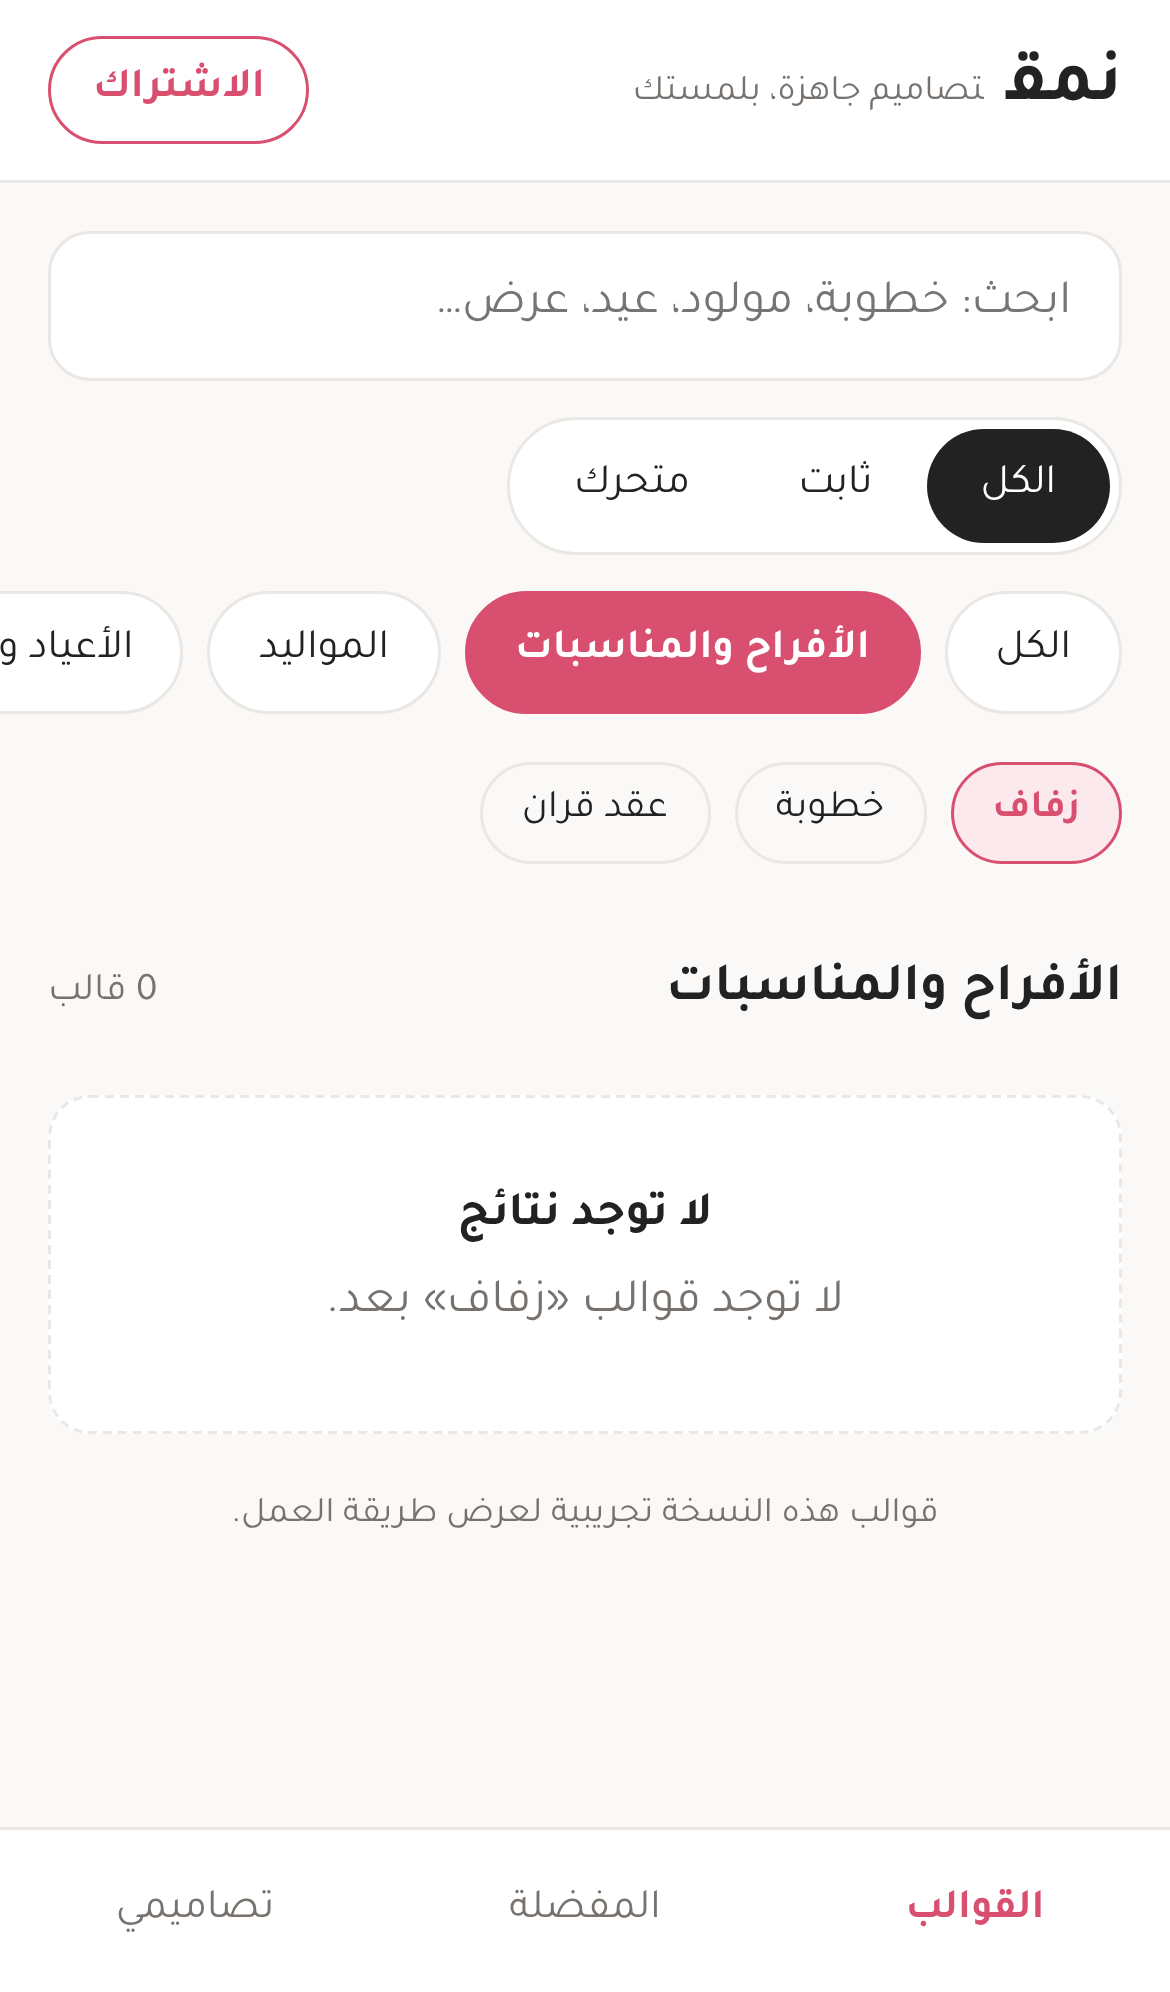 نمقـ تصاميم جاهزة، بلمستك الاشتراك
ابحث: خطوبة، مولود، عيد، عرض...
الكل ثابت متحرك
الكل الأفراح والمناسبات المواليد الأعياد و
زفاف خطوبة عقد قران
الأفراح والمناسبات 0 قالب
لا توجد نتائج
لا توجد قوالب «زفاف» بعد.
قوالب هذه النسخة تجريبية لعرض طريقة العمل.
القوالب المفضلة تصاميمي